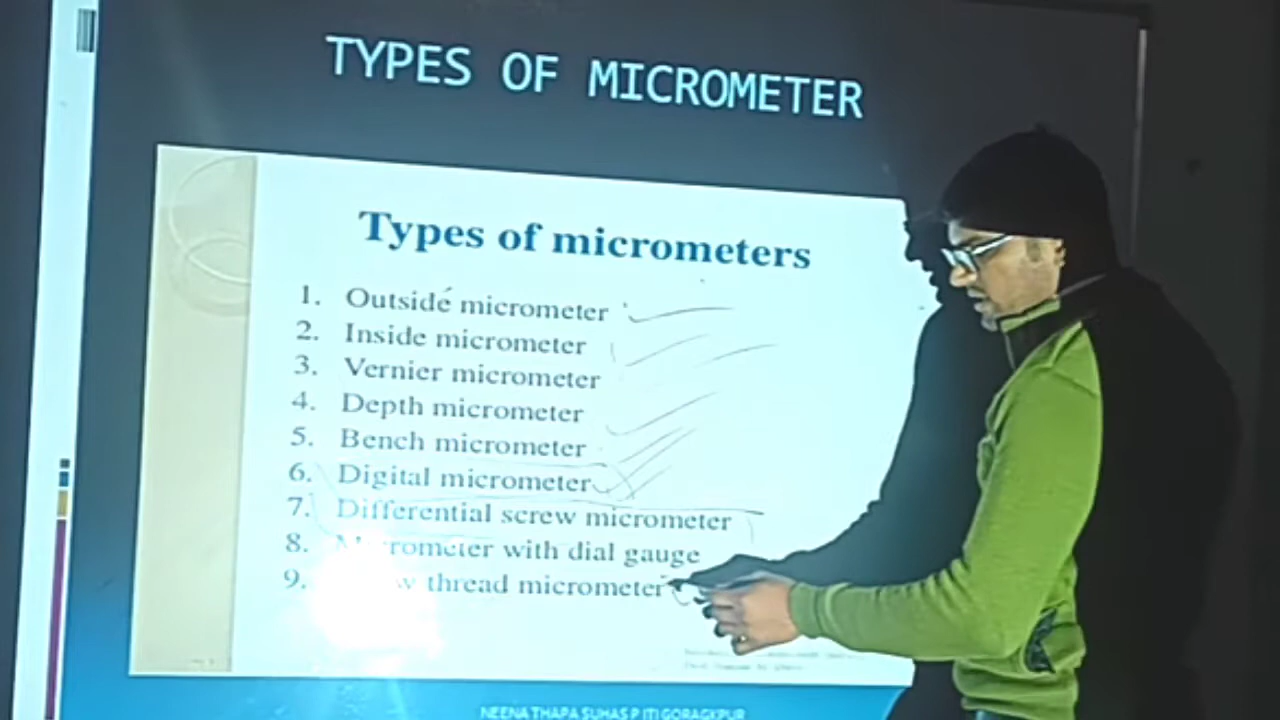 TYPES OF MICROMETER
Types of micrometers
1. Outside micrometer
2. Inside micrometer
3. Vernier micrometer
4. Depth micrometer
5. Bench micrometer
6. Digital micrometer
7. Differential screw micrometer
8. Micrometer with dial gauge
9. thread micrometer
NEENA THAPA SUHAS P ITI GORAGKPUR